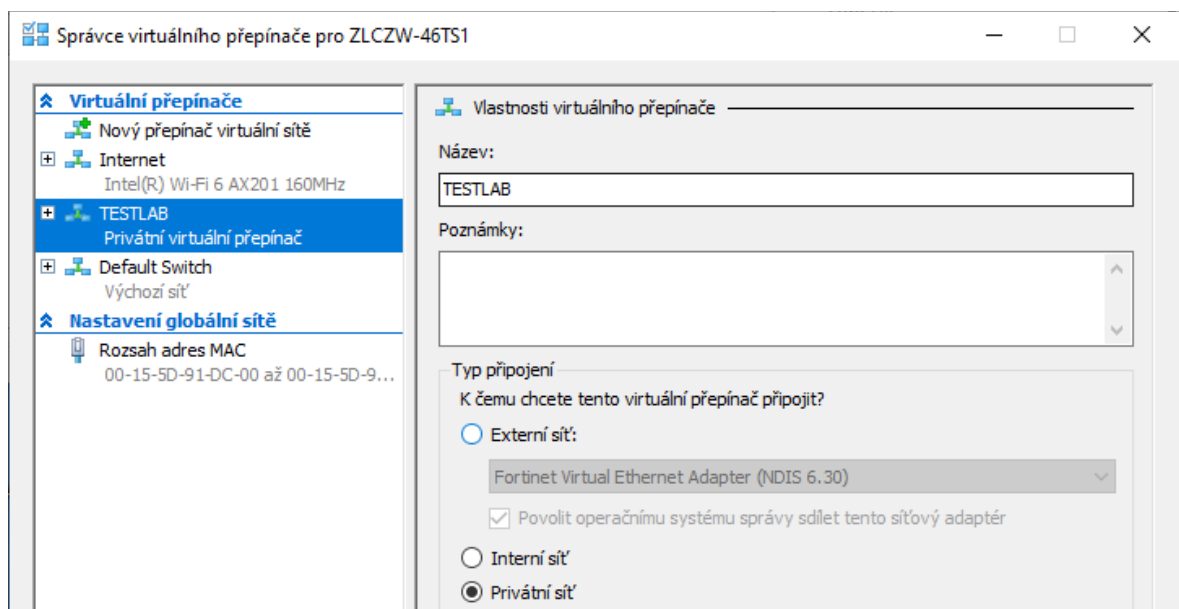 Správce virtuálního přepínače pro ZLCZW-46TS1
Virtuální přepínače
Nový přepínač virtuální sítě
Internet
Intel(R) Wi-Fi 6 AX201 160MHz
TESTLAB
Privátní virtuální přepínač
Default Switch
Výchozí síť
Nastavení globální sítě
Rozsah adres MAC
00-15-5D-91-DC-00 až 00-15-5D-9...
Vlastnosti virtuálního přepínače
Název:
TESTLAB
Poznámky:
Typ připojení
K čemu chcete tento virtuální přepínač připojit?
Externí síť:
Fortinet Virtual Ethernet Adapter (NDIS 6.30)
Povolit operačnímu systému správy sdílet tento síťový adaptér
Interní síť
Privátní síť